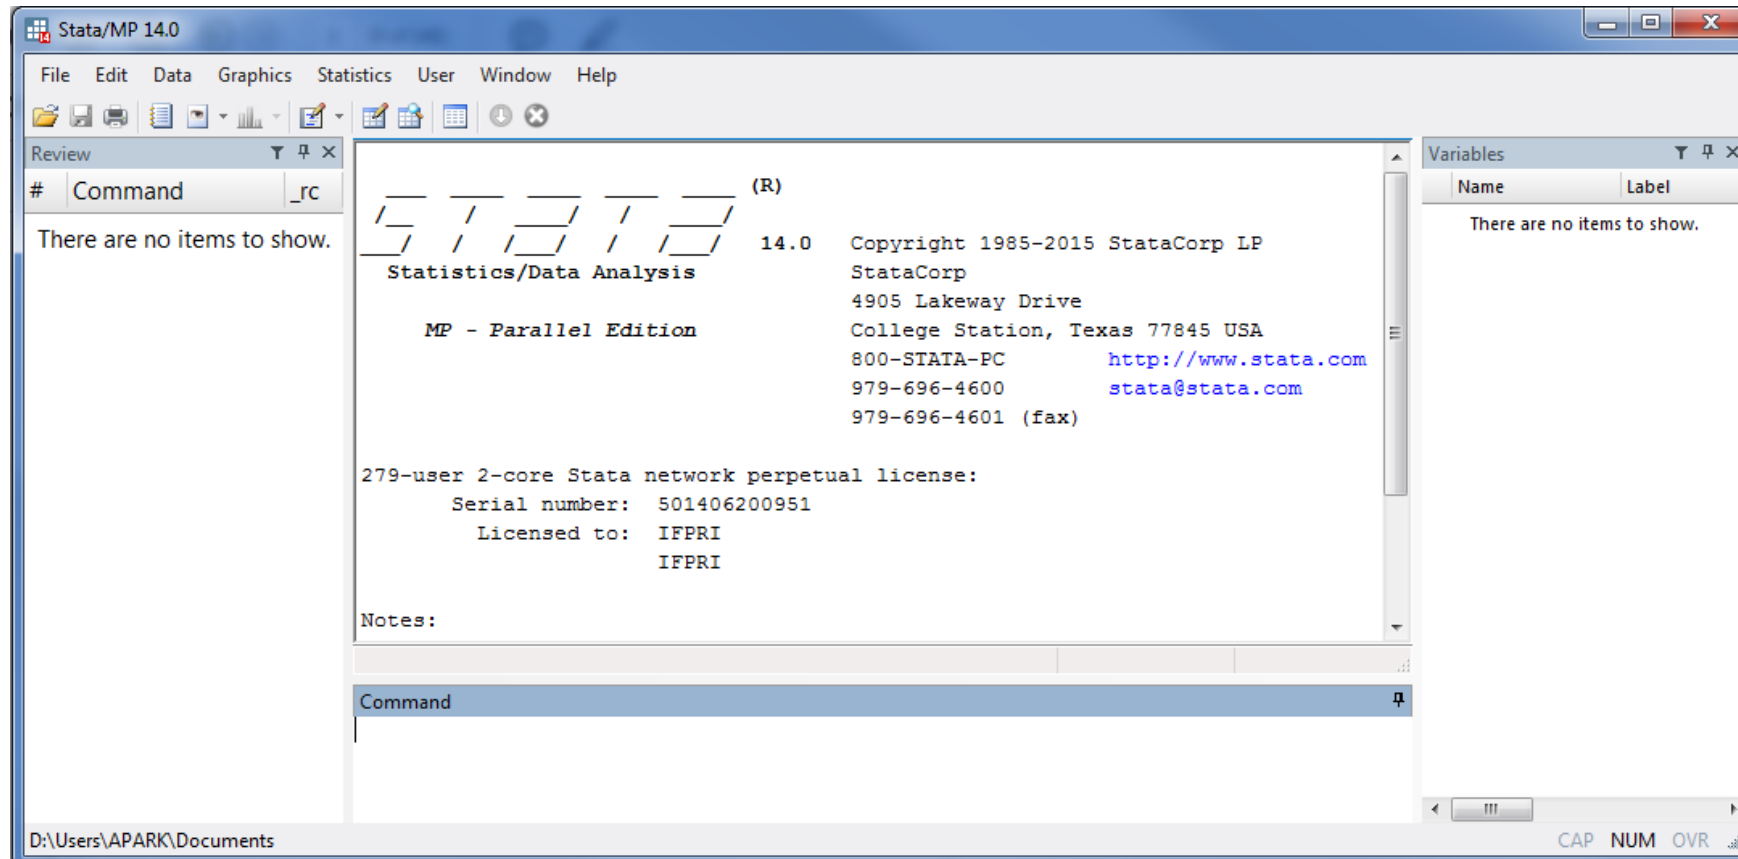 Stata/MP 14.0
File Edit Data Graphics Statistics User Window Help
Review
# Command _rc
There are no items to show.
STATA (R)
14.0 Copyright 1985-2015 StataCorp LP
Statistics/Data Analysis StataCorp
4905 Lakeway Drive
MP - Parallel Edition College Station, Texas 77845 USA
800-STATA-PC http://www.stata.com
979-696-4600 stata@stata.com
979-696-4601 (fax)
279-user 2-core Stata network perpetual license:
Serial number: 501406200951
Licensed to: IFPRI
IFPRI
Notes:
Command
Variables
Name Label
There are no items to show.
D:\Users\APARK\Documents
CAP NUM OVR